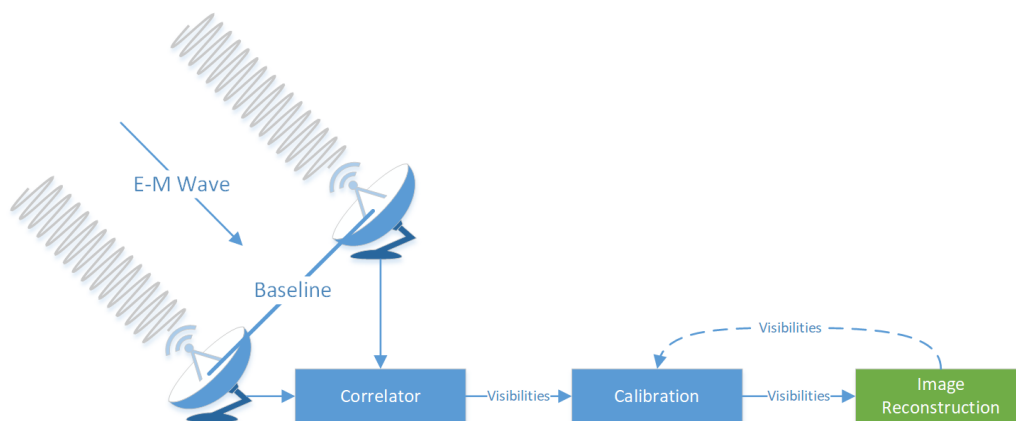 E-M Wave
Baseline
Visibilities
Correlator
Visibilities
Calibration
Visibilities
Image
Reconstruction